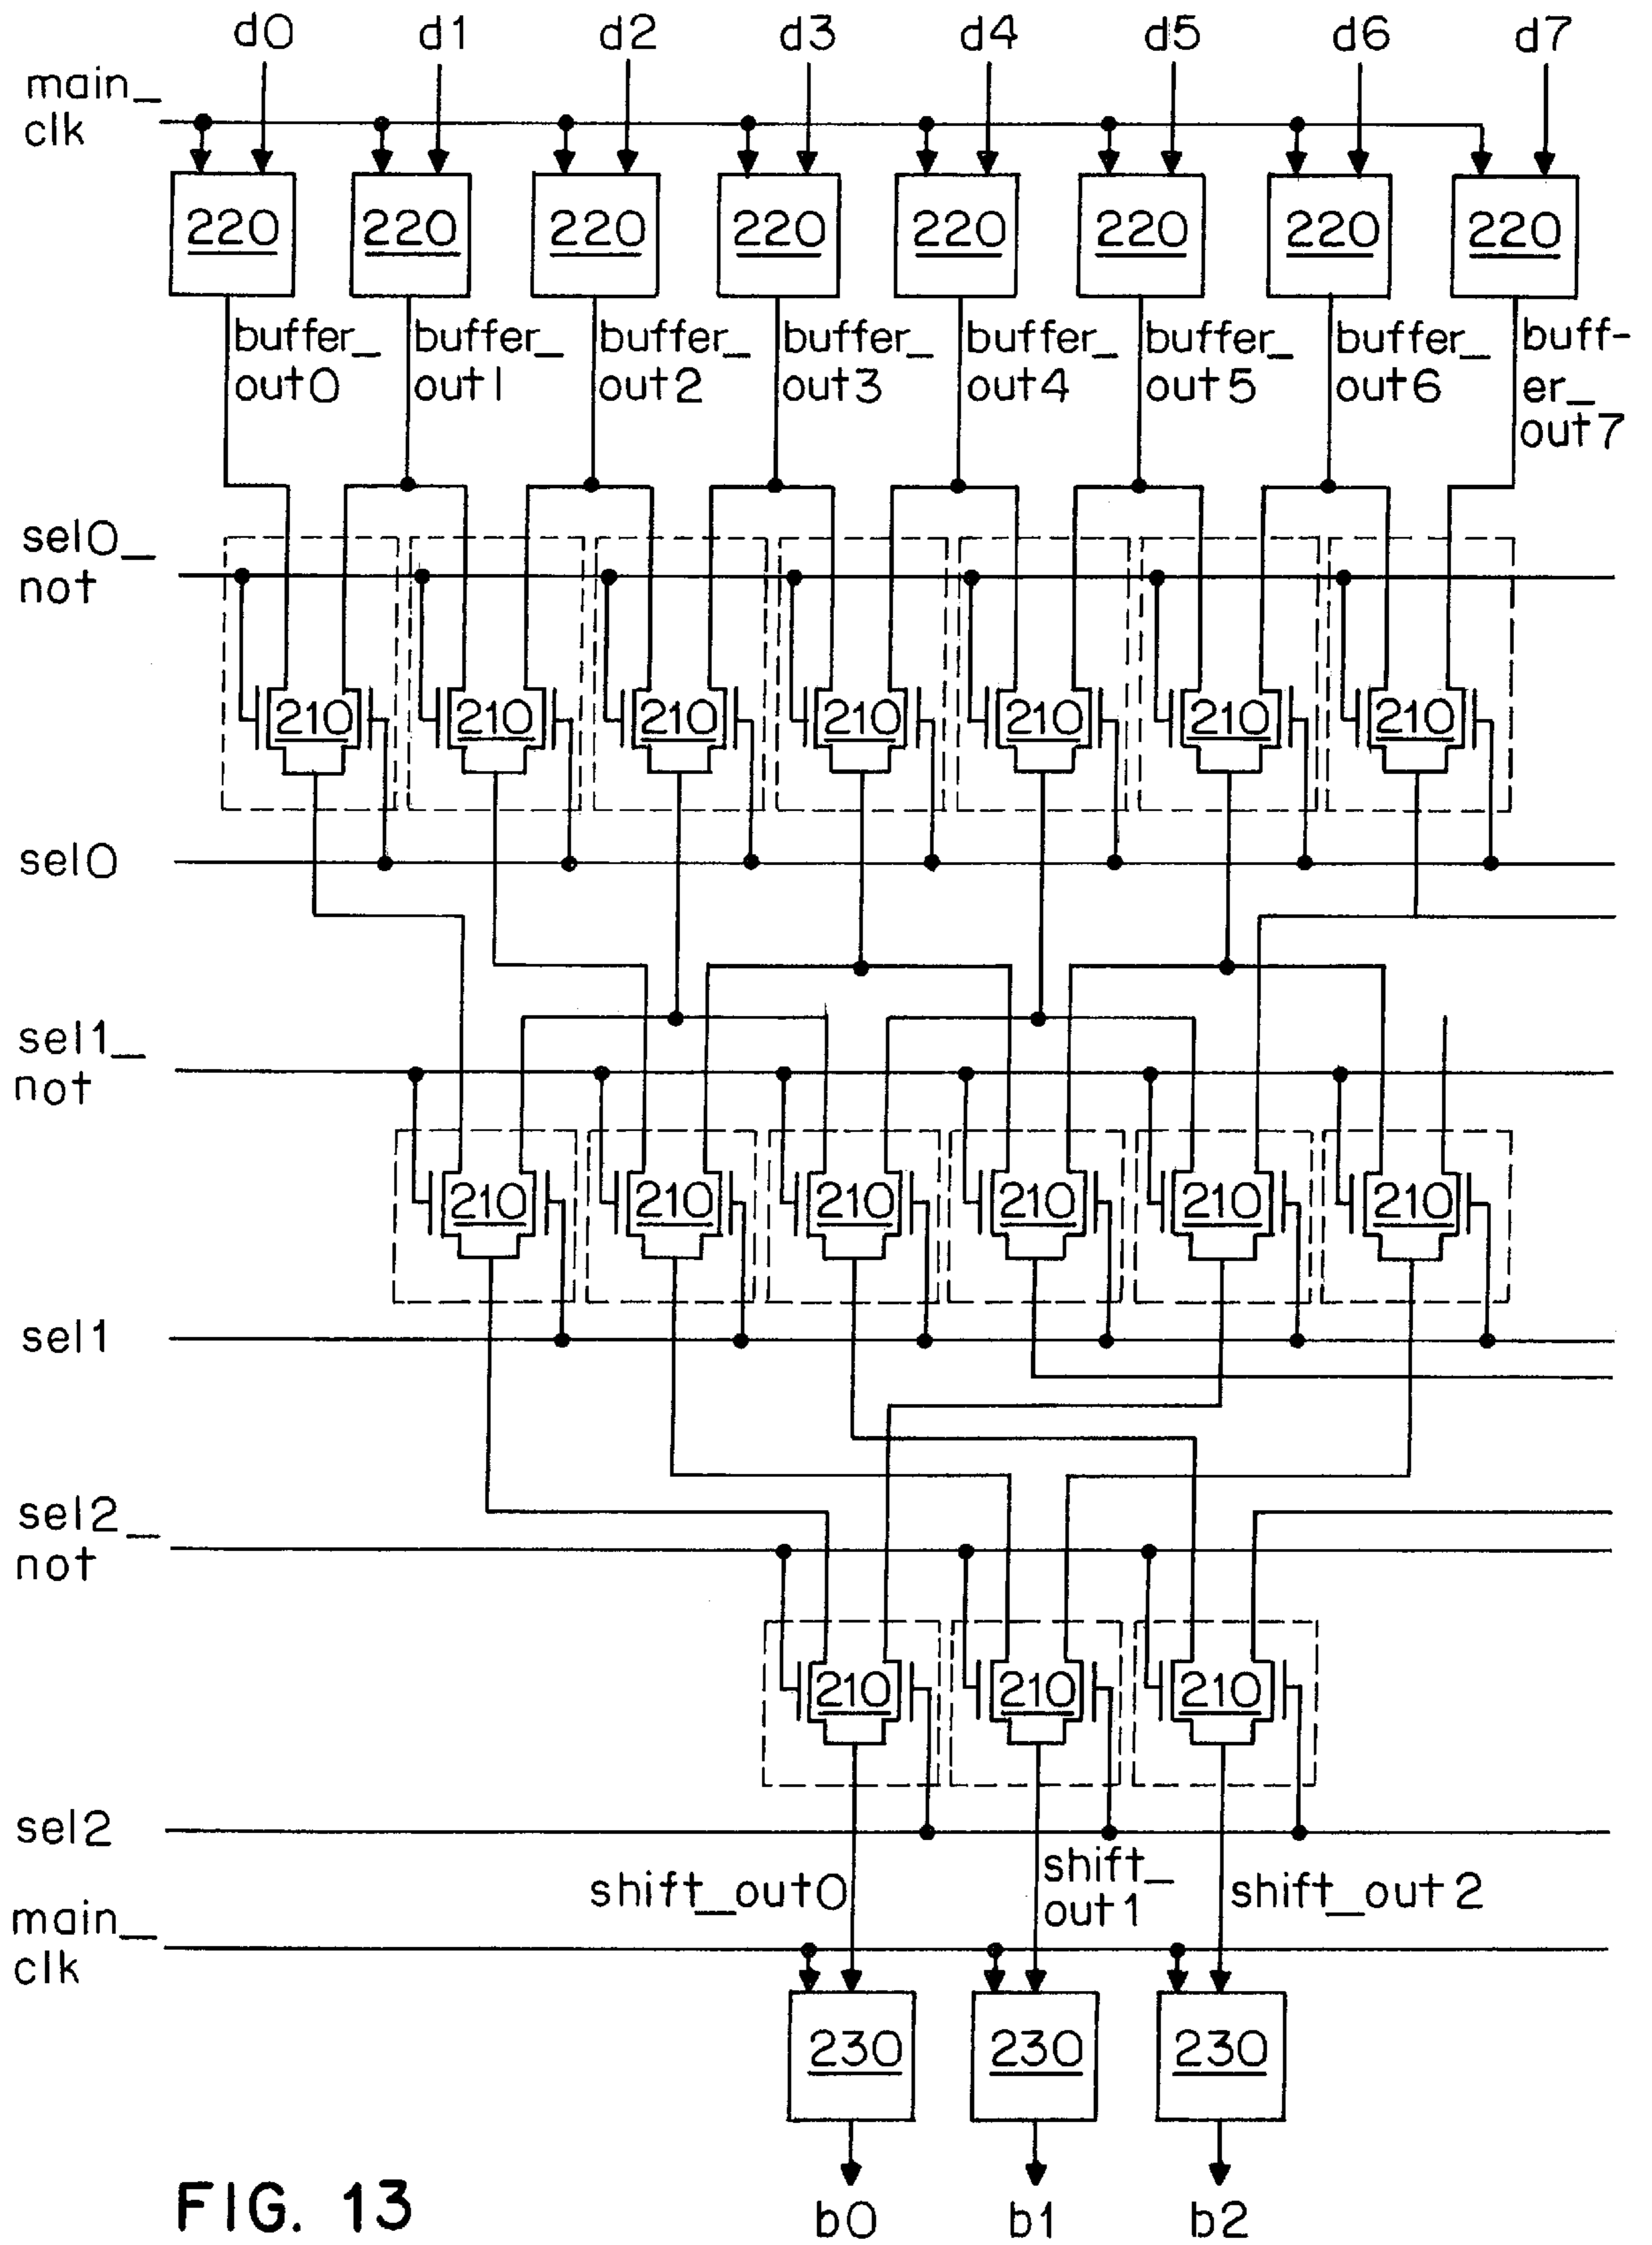 d0 d1 d2 d3 d4 d5 d6 d7
main_
clk
220 220 220 220 220 220 220 220
buffer_ buffer_ buffer_ buffer_ buffer_ buffer_ buffer_ buff-
out0 out1 out2 out3 out4 out5 out6 er_
out7
sel0_
not
210 210 210 210 210 210 210
sel0
sel1_
not
210 210 210 210 210 210
sel1
sel2_
not
210 210 210
sel2
shift_out0 shift_ shift_out2
out1
main_
clk
230 230 230
b0 b1 b2
FIG. 13